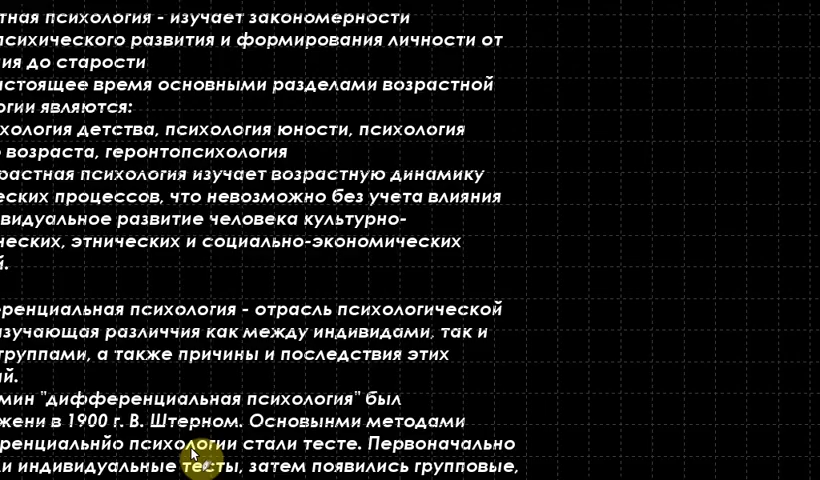 тная психология - изучает закономерности
психического развития и формирования личности от
ия до старости
астоящее время основными разделами возрастной
огии являются:
хология детства, психология юности, психология
о возраста, геронтопсихология
растная психология изучает возрастную динамику
еских процессов, что невозможно без учета влияния
видуальное развитие человека культурно-
ческих, этнических и социально-экономических
й.
еренциальная психология - отрасль психологической
изучающая различчия как между индивидами, так и
группами, а также причины и последствия этих
ий.
мин "дифференциальная психология" был
жени в 1900 г. В. Штерном. Основынми методами
ренциальнйо психологии стали тесте. Первоначально
и индивидуальные тесты, затем появились групповые,